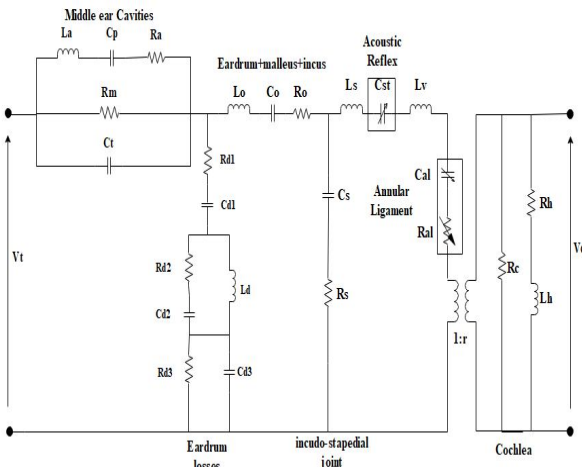 Middle ear Cavities
La
Cp
Ra
Rm
Ct
Eardrum+malleus+incus
Lo
Co
Ro
Acoustic
Reflex
Ls
Cst
Lv
Rd1
Cd1
Rd2
Ld
Cd2
Rd3
Cd3
Cs
Rs
Annular
Ligament
Cal
Ral
1:r
Rc
Rh
Lh
Vt
Eardrum
losses
incudo-stapedial
joint
Cochlea